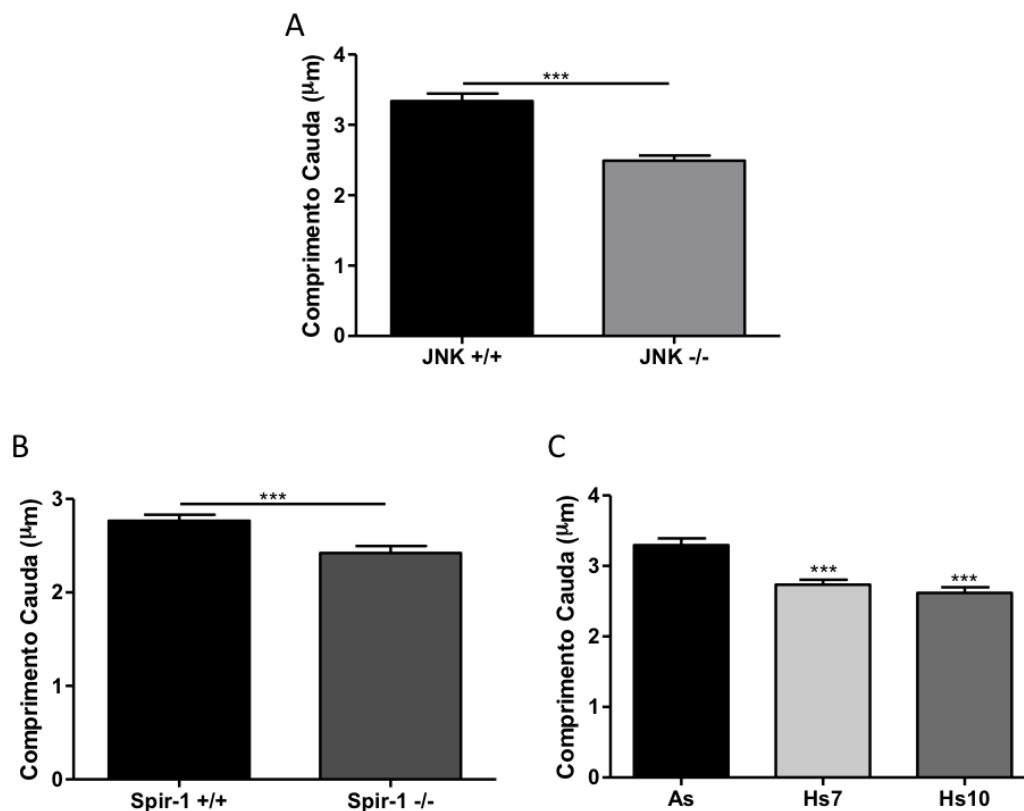 A
Comprimento Cauda (µm)
4
3
2
1
0
***
JNK +/+
JNK -/-
B
Comprimento Cauda (µm)
3
2
1
0
***
Spir-1 +/+
Spir-1 -/-
C
Comprimento Cauda (µm)
4
3
2
1
0
***
***
As
Hs7
Hs10